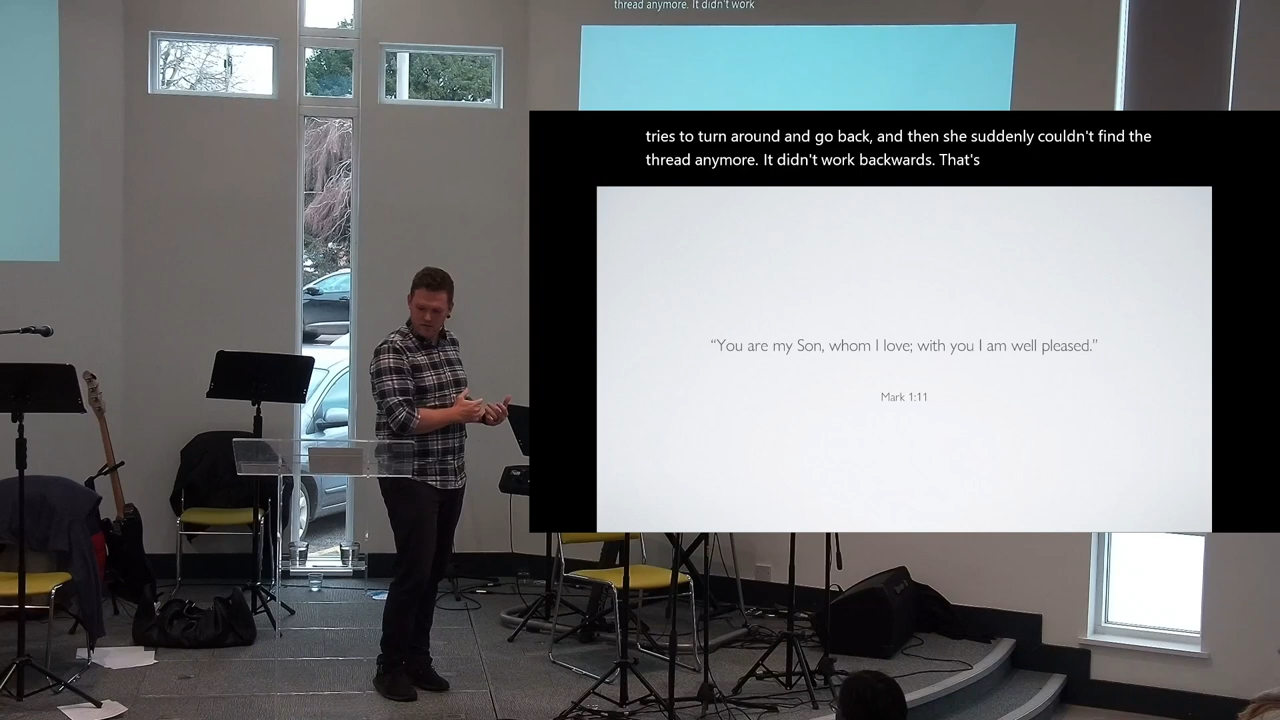 thread anymore. It didn't work
tries to turn around and go back, and then she suddenly couldn't find the
thread anymore. It didn't work backwards. That's
“You are my Son, whom I love; with you I am well pleased.”
Mark 1:11